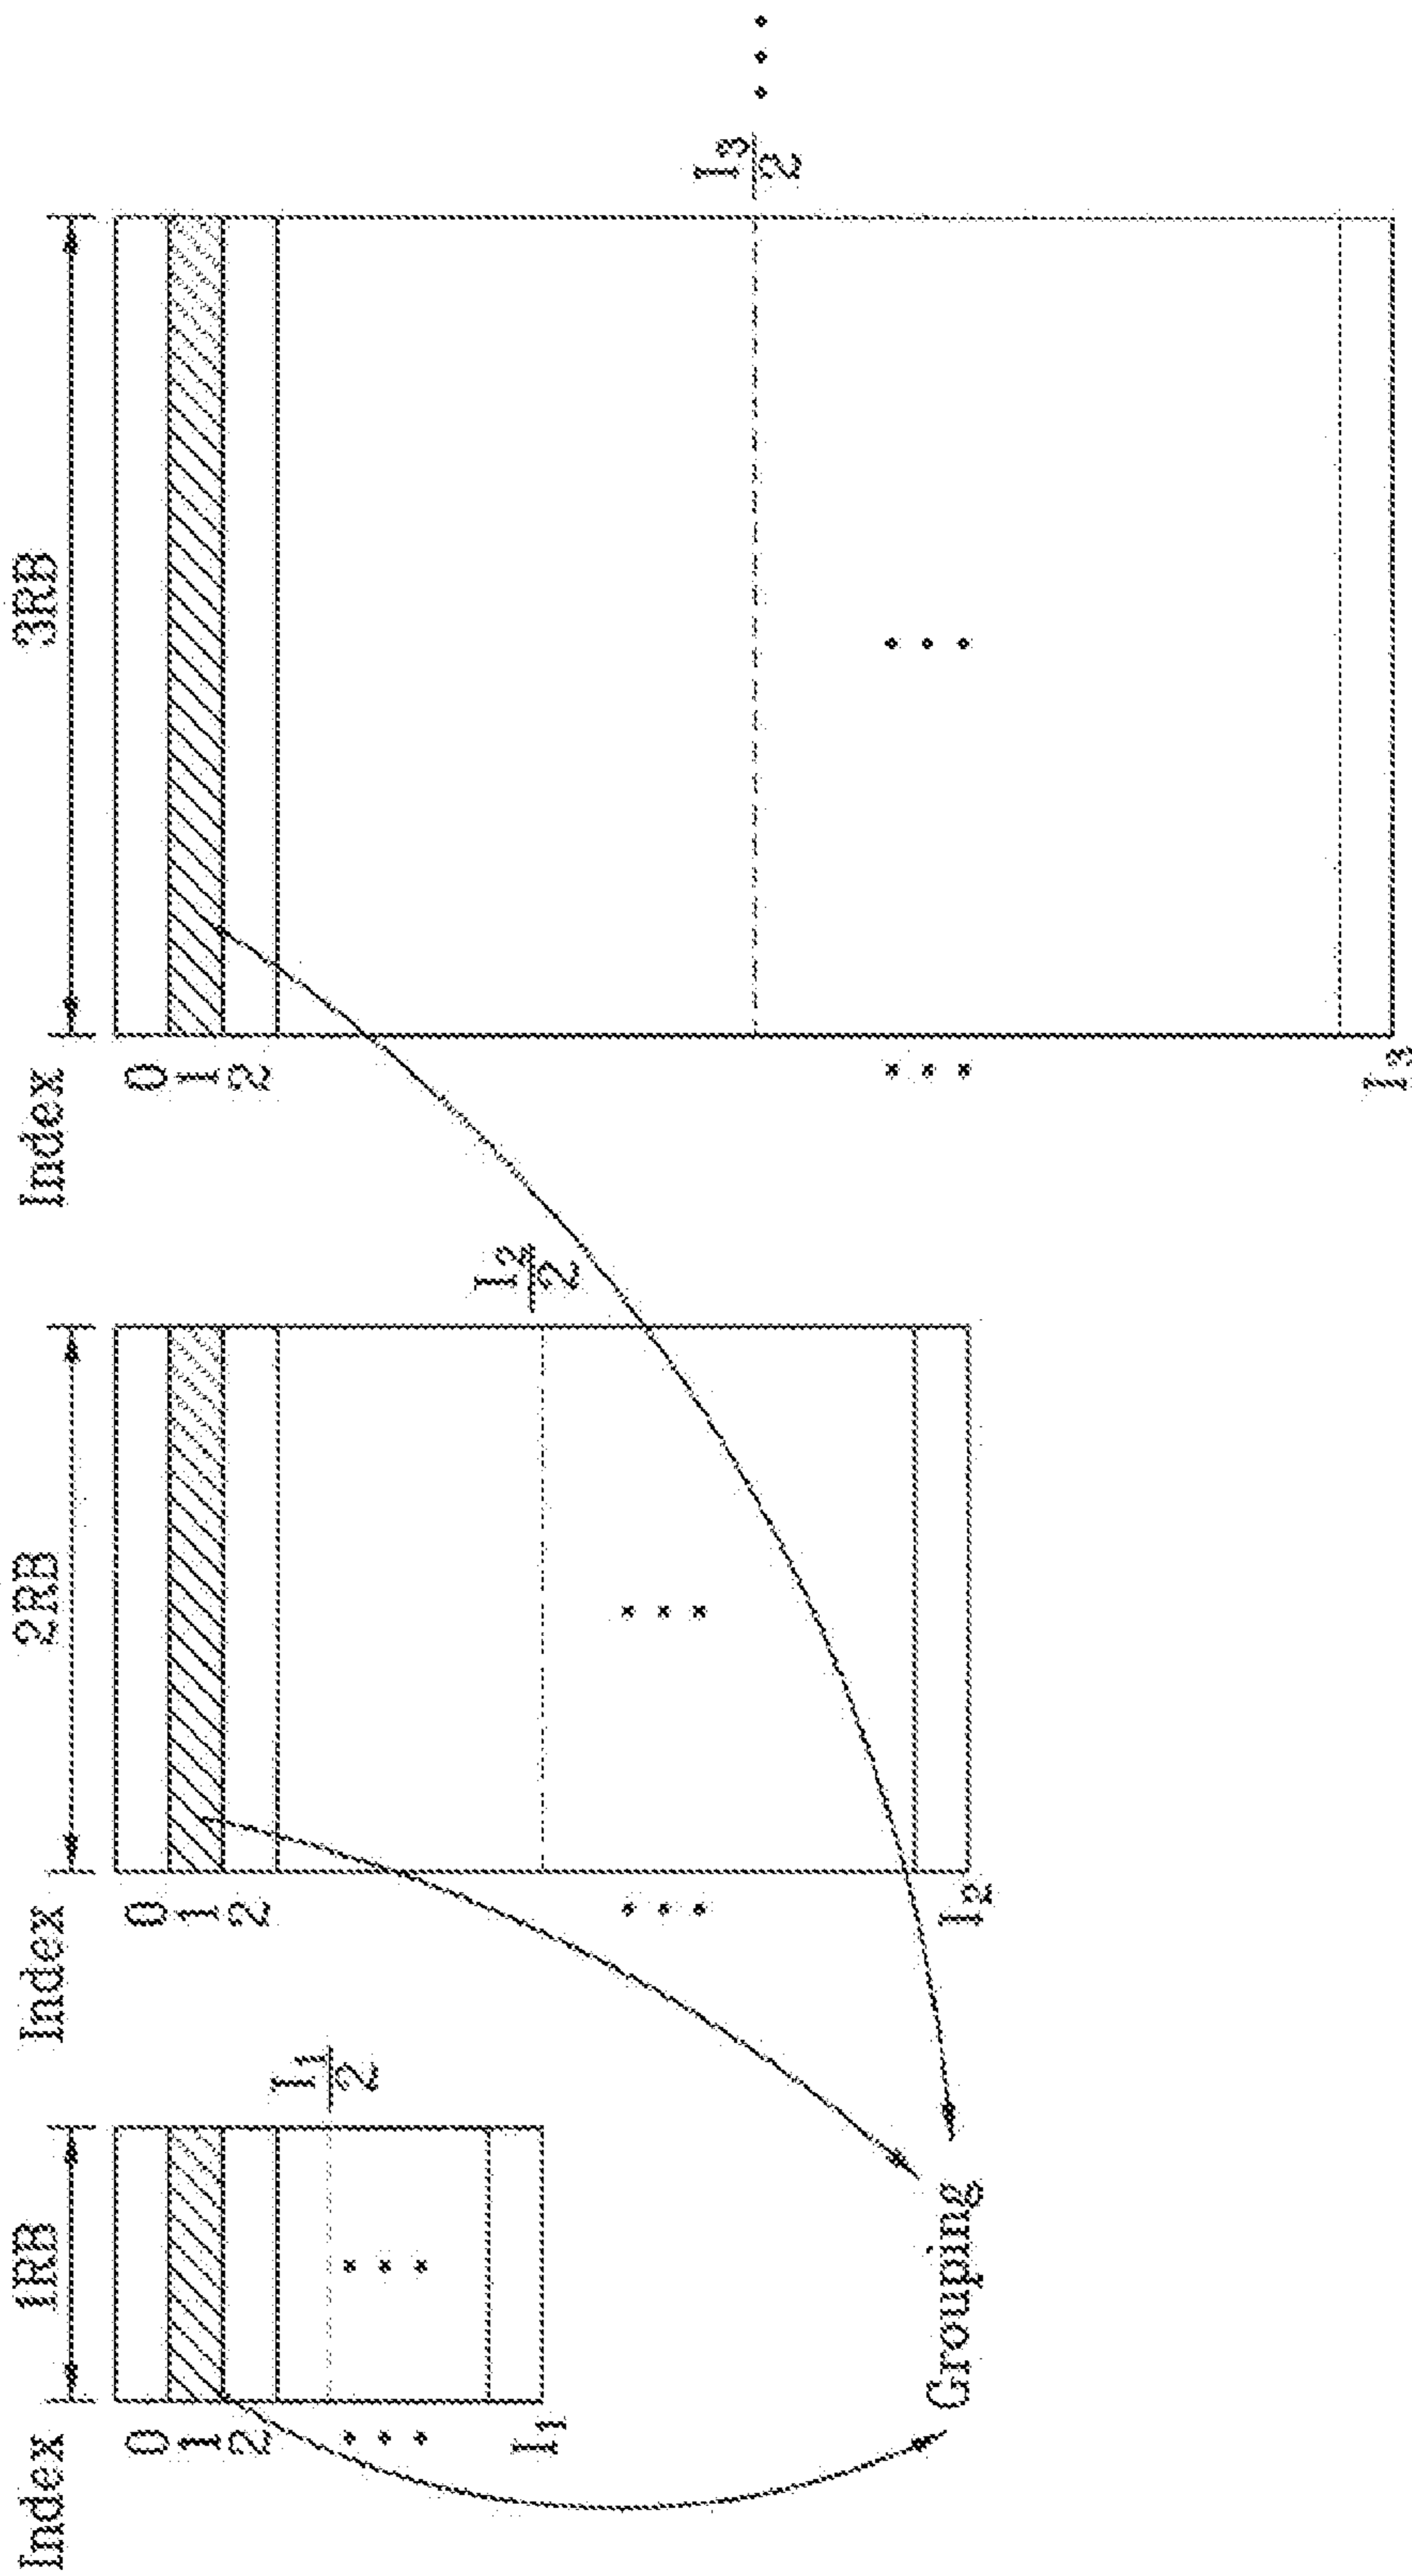 Index 1RB
0
1
2
I₁/2
I₁
Index 2RB
0
1
2
I₂/2
I₂
Index 3RB
0
1
2
I₃/2
I₃
Grouping